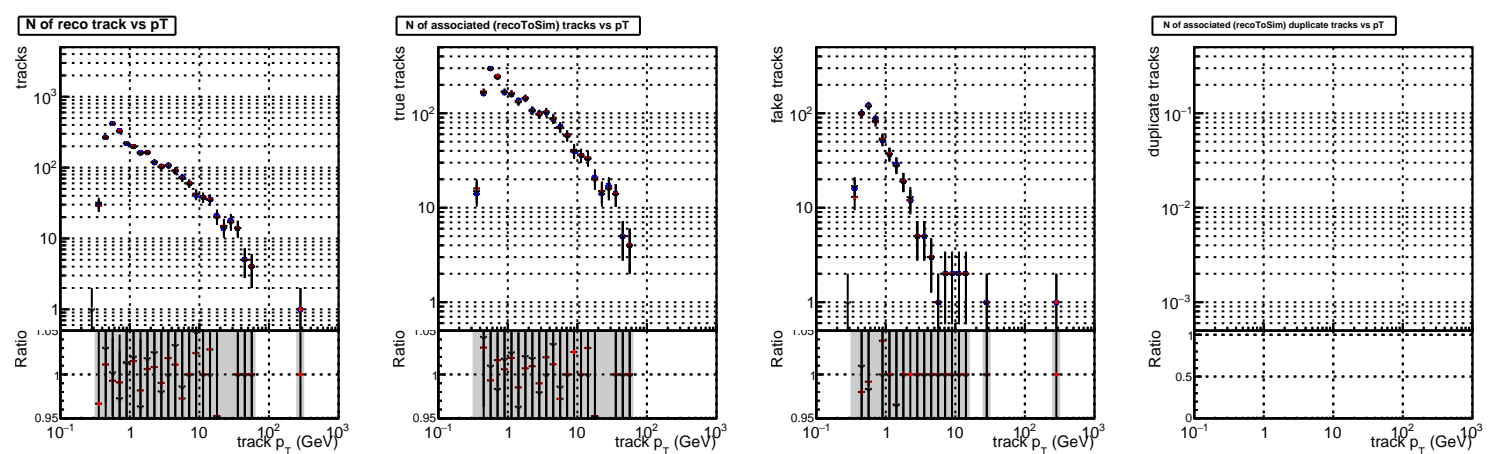 N of reco track vs pT
tracks
10³
10²
10
1
Ratio
1.05
1
0.95
10⁻¹ 1 10 10² 10³
track p_T (GeV)
N of associated (recoToSim) tracks vs pT
true tracks
10²
10
1
Ratio
1.05
1
0.95
10⁻¹ 1 10 10² 10³
track p_T (GeV)
fake tracks
10²
10
1
Ratio
1.05
1
0.95
10⁻¹ 1 10 10² 10³
track p_T (GeV)
N of associated (recoToSim) duplicate tracks vs pT
duplicate tracks
10⁻¹
10⁻²
10⁻³
Ratio
1
0.5
0
10⁻¹ 1 10 10² 10³
track p_T (GeV)